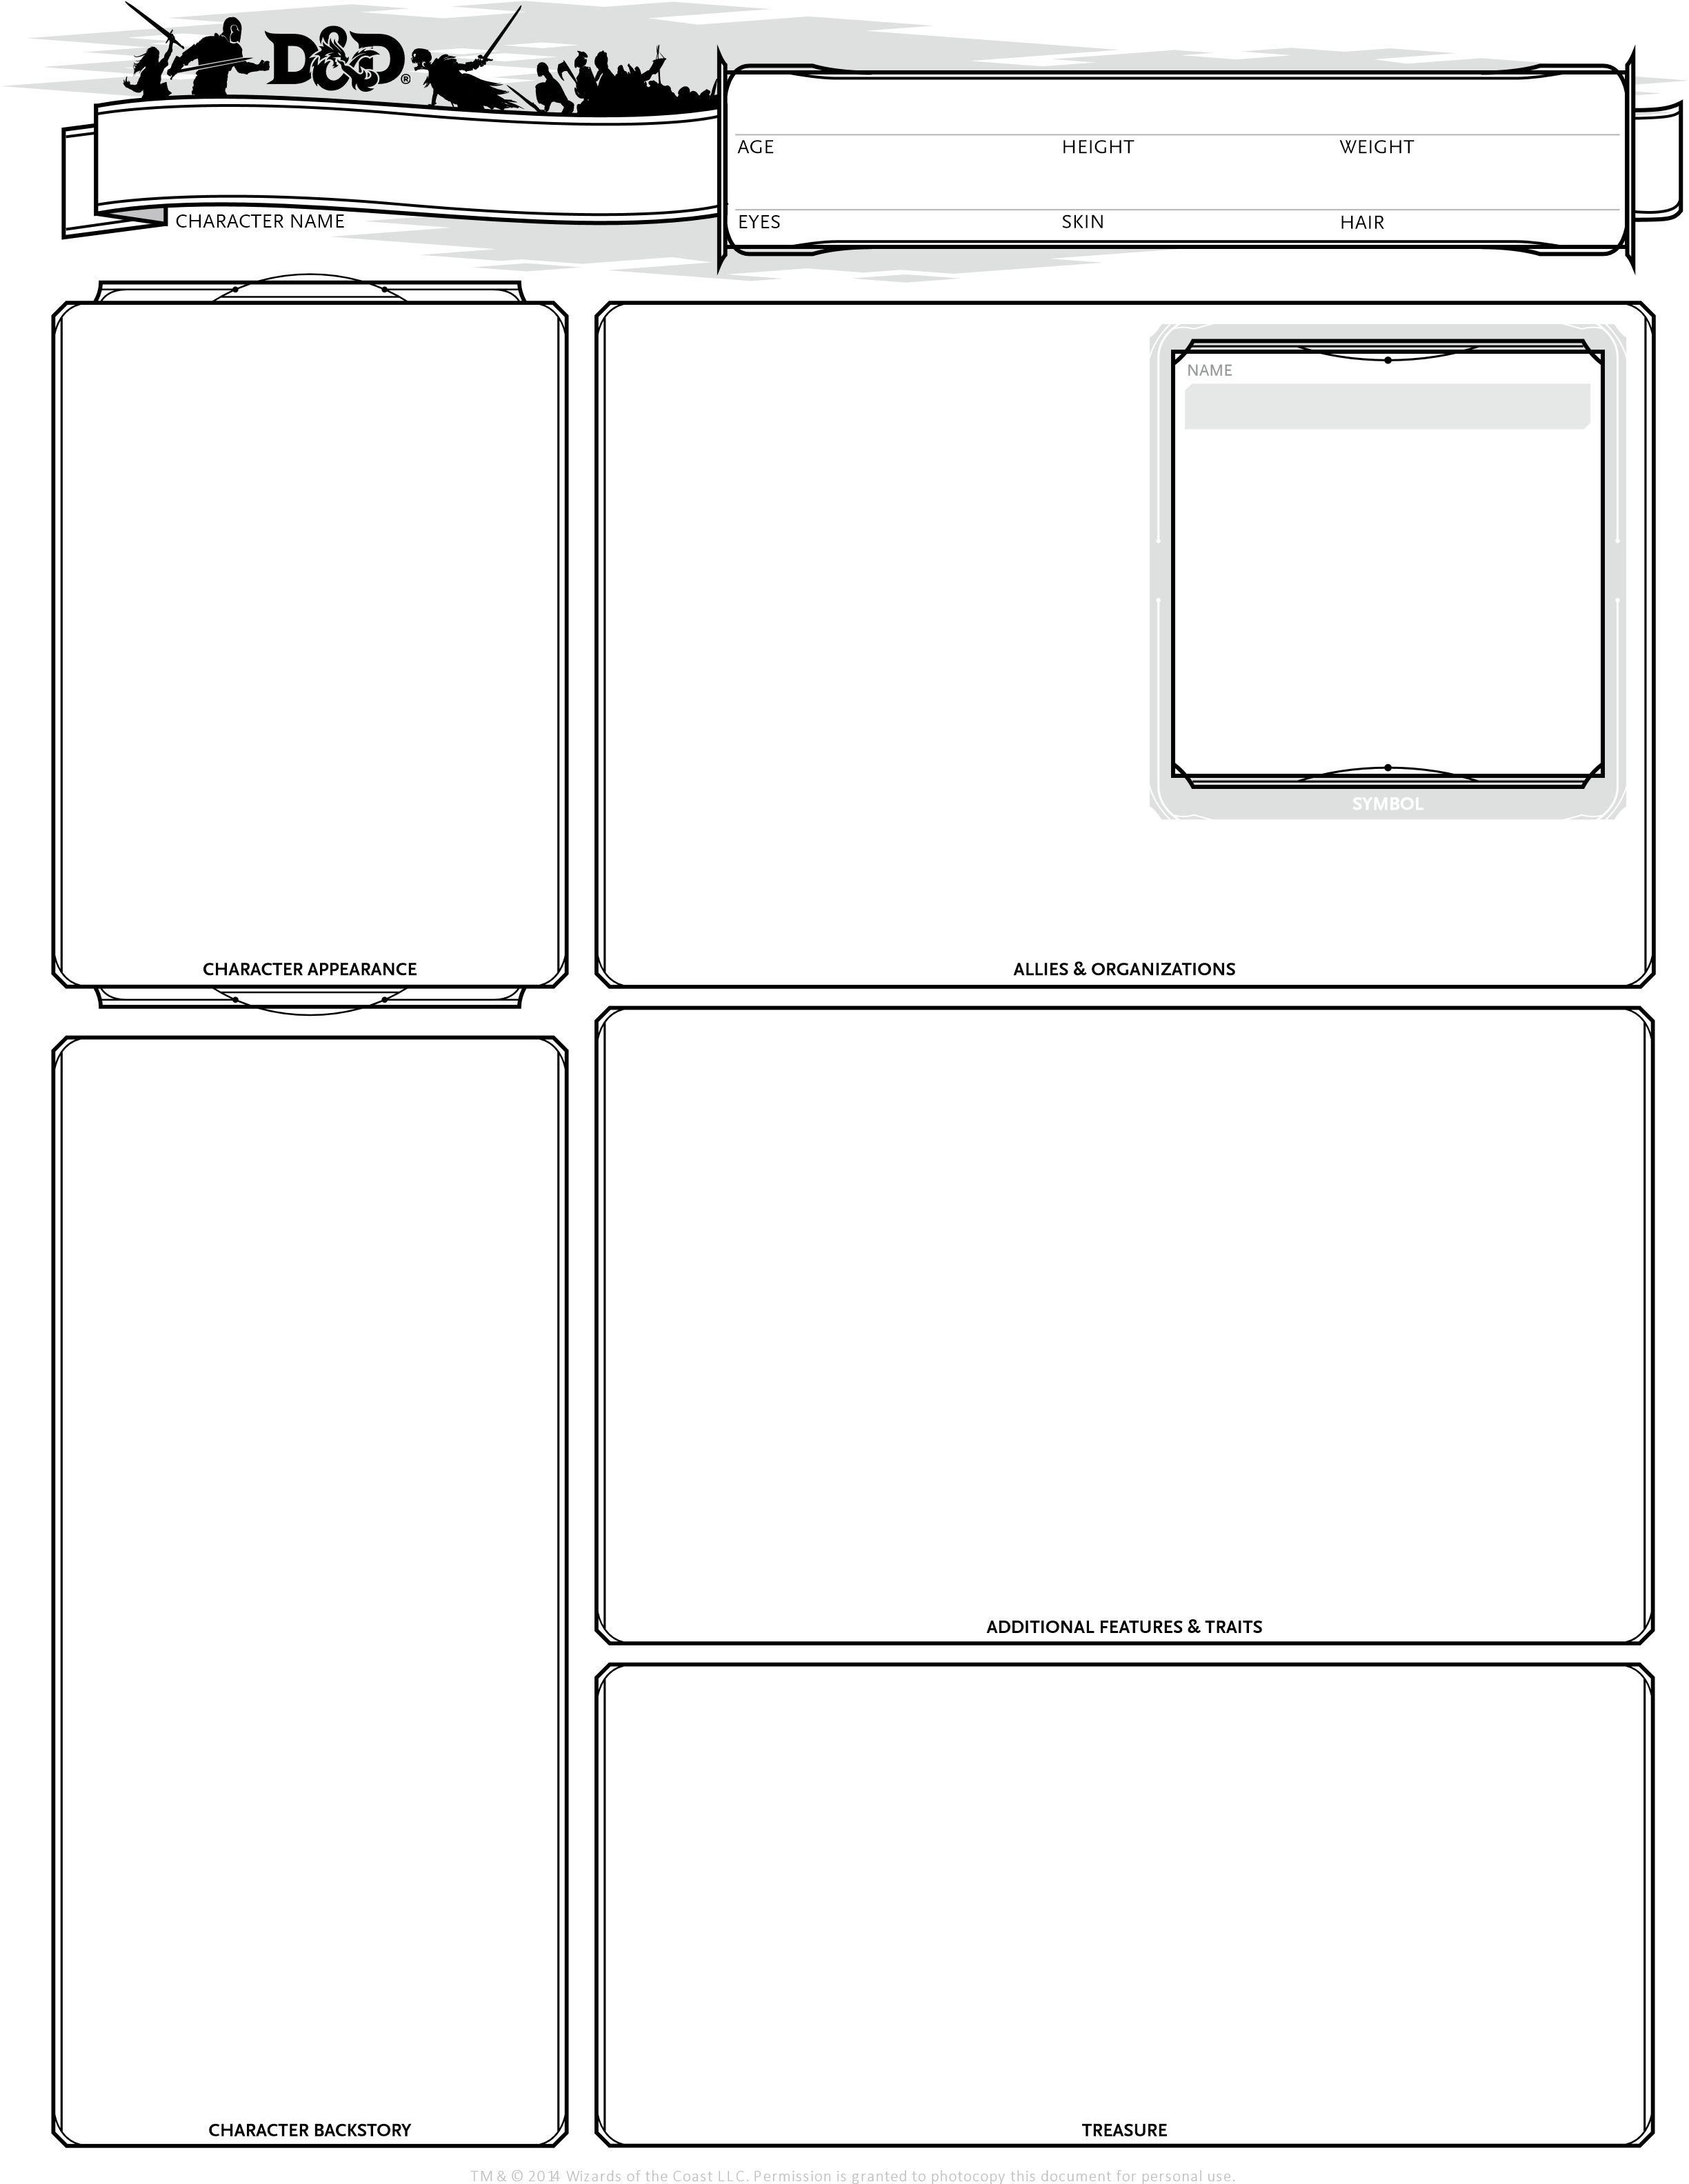 D&D®
AGE HEIGHT WEIGHT
CHARACTER NAME
EYES SKIN HAIR
NAME
SYMBOL
CHARACTER APPEARANCE
ALLIES & ORGANIZATIONS
ADDITIONAL FEATURES & TRAITS
CHARACTER BACKSTORY
TREASURE
TM & © 2014 Wizards of the Coast LLC. Permission is granted to photocopy this document for personal use.